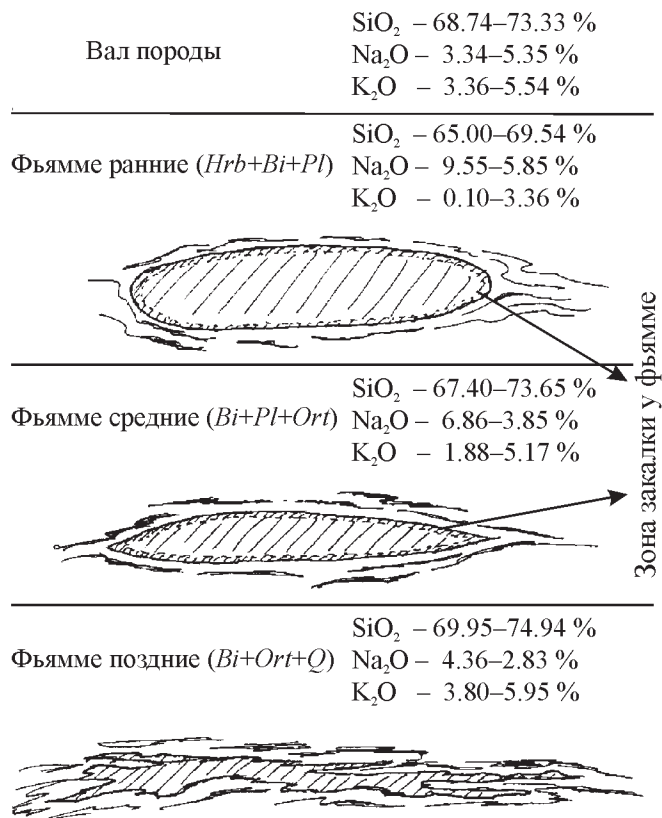 SiO₂ – 68.74–73.33 %
Вал породы Na₂O – 3.34–5.35 %
K₂O – 3.36–5.54 %
SiO₂ – 65.00–69.54 %
Фьямме ранние (Hrb+Bi+Pl) Na₂O – 9.55–5.85 %
K₂O – 0.10–3.36 %
SiO₂ – 67.40–73.65 %
Фьямме средние (Bi+Pl+Ort) Na₂O – 6.86–3.85 %
K₂O – 1.88–5.17 %
SiO₂ – 69.95–74.94 %
Фьямме поздние (Bi+Ort+Q) Na₂O – 4.36–2.83 %
K₂O – 3.80–5.95 %
Зона закалки у фьямме